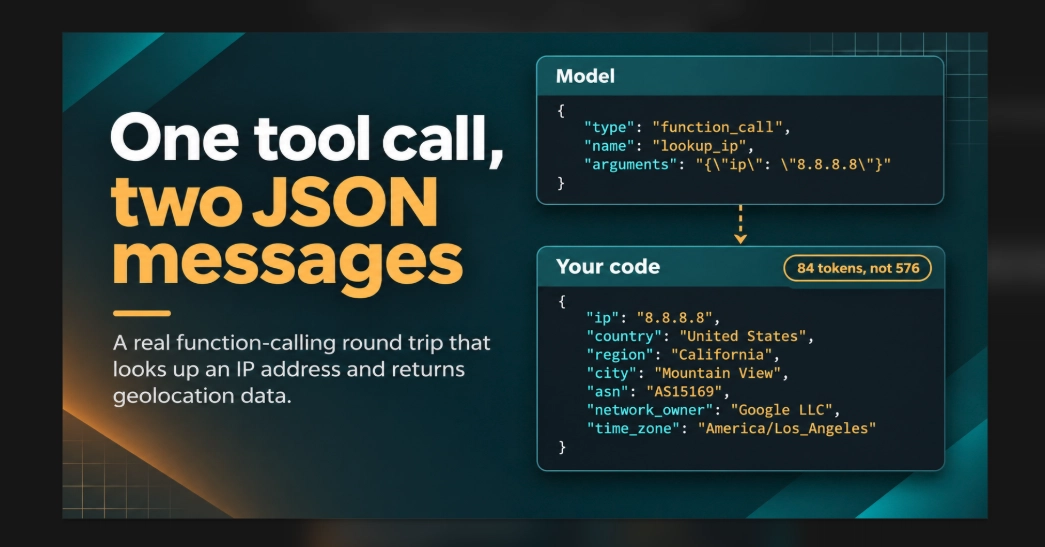 One tool call,
two JSON
messages
A real function-calling round trip that
looks up an IP address and returns
geolocation data.
Model
{
"type": "function_call",
"name": "lookup_ip",
"arguments": "{\"ip\": \"8.8.8.8\"}"
}
Your code
84 tokens, not 576
{
"ip": "8.8.8.8",
"country": "United States",
"region": "California",
"city": "Mountain View",
"asn": "AS15169",
"network_owner": "Google LLC",
"time_zone": "America/Los_Angeles"
}